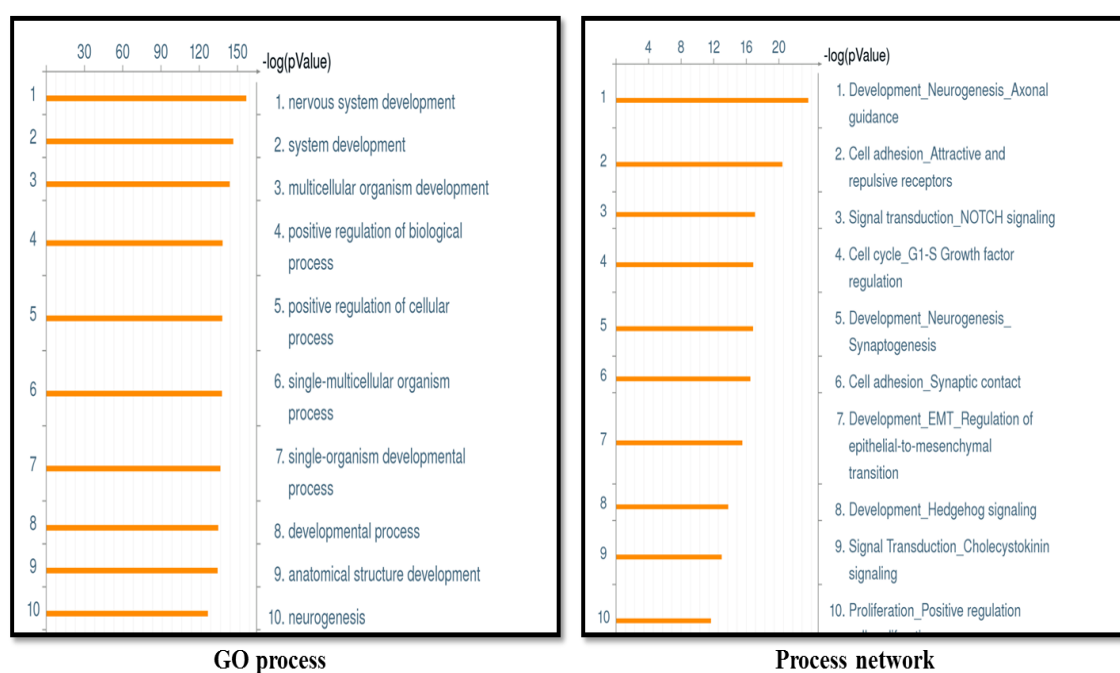 30 60 90 120 150
-log(pValue)
1
2
3
4
5
6
7
8
9
10
1. nervous system development
2. system development
3. multicellular organism development
4. positive regulation of biological
process
5. positive regulation of cellular
process
6. single-multicellular organism
process
7. single-organism developmental
process
8. developmental process
9. anatomical structure development
10. neurogenesis
GO process
4 8 12 16 20
-log(pValue)
1
2
3
4
5
6
7
8
9
10
1. Development_Neurogenesis_Axonal
guidance
2. Cell adhesion_Attractive and
repulsive receptors
3. Signal transduction_NOTCH signaling
4. Cell cycle_G1-S Growth factor
regulation
5. Development_Neurogenesis_
Synaptogenesis
6. Cell adhesion_Synaptic contact
7. Development_EMT_Regulation of
epithelial-to-mesenchymal
transition
8. Development_Hedgehog signaling
9. Signal Transduction_Cholecystokinin
signaling
10. Proliferation_Positive regulation
Process network